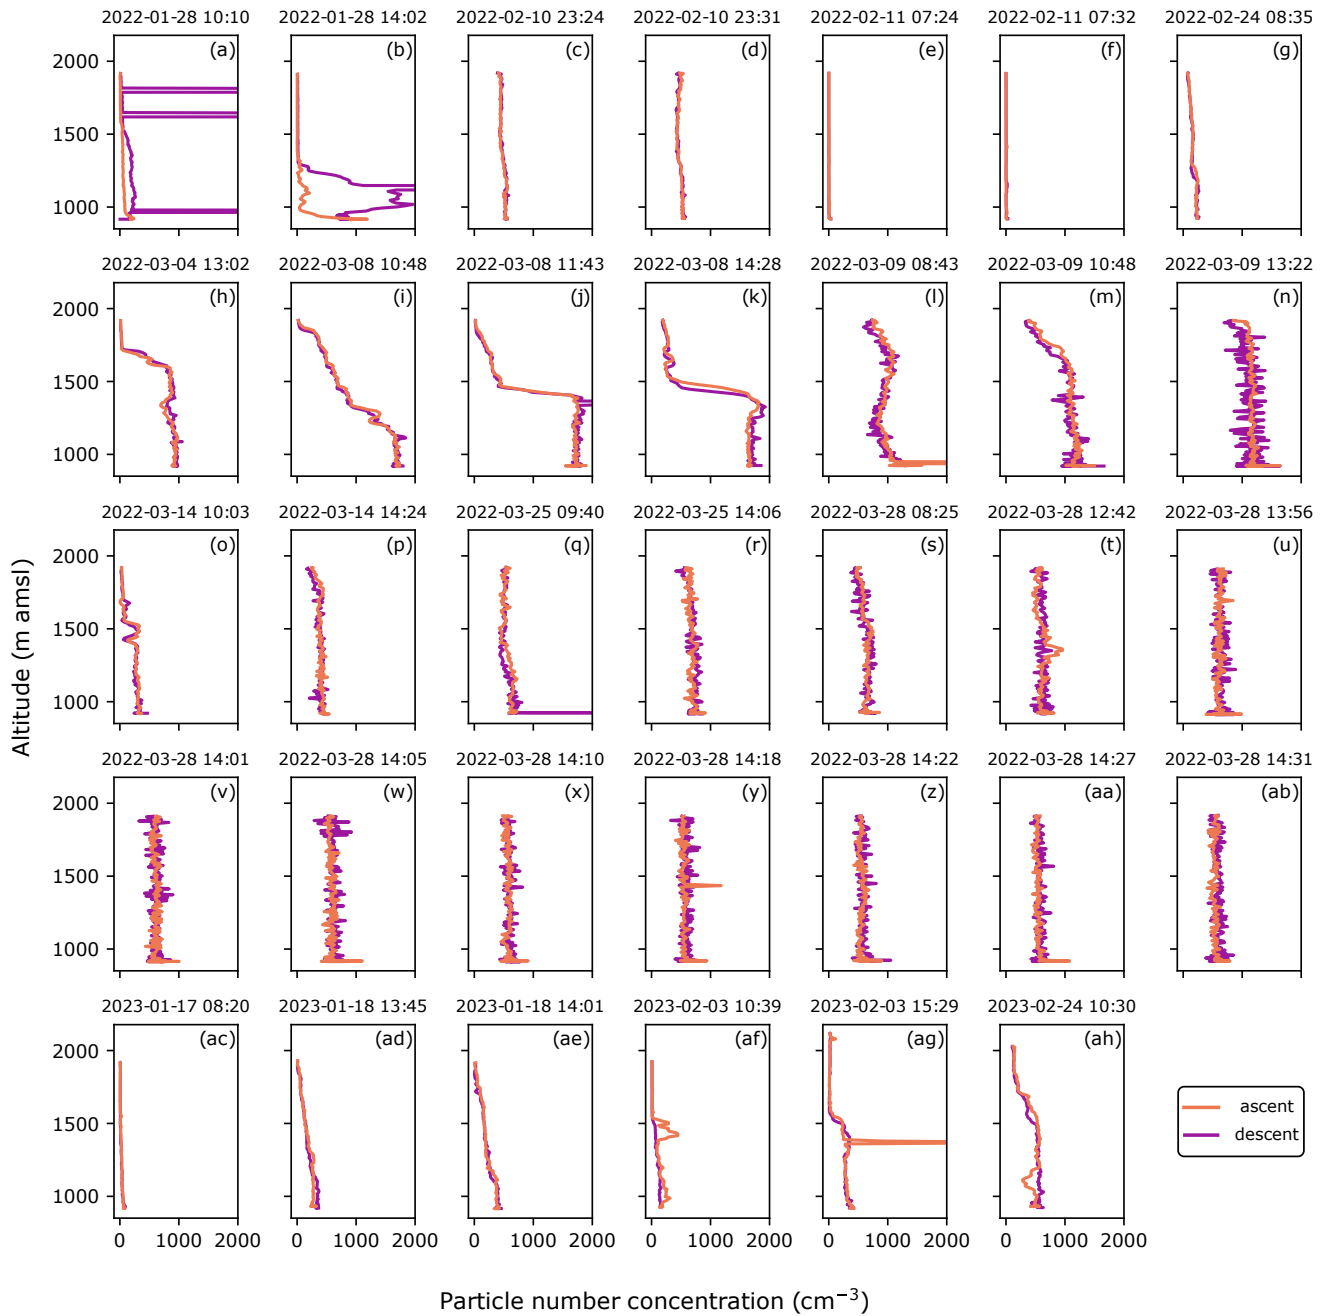 2022-01-28 10:10 2022-01-28 14:02 2022-02-10 23:24 2022-02-10 23:31 2022-02-11 07:24 2022-02-11 07:32 2022-02-24 08:35
(a) (b) (c) (d) (e) (f) (g)
2000
1500
1000
2022-03-04 13:02 2022-03-08 10:48 2022-03-08 11:43 2022-03-08 14:28 2022-03-09 08:43 2022-03-09 10:48 2022-03-09 13:22
(h) (i) (j) (k) (l) (m) (n)
2000
1500
1000
2022-03-14 10:03 2022-03-14 14:24 2022-03-25 09:40 2022-03-25 14:06 2022-03-28 08:25 2022-03-28 12:42 2022-03-28 13:56
(o) (p) (q) (r) (s) (t) (u)
2000
1500
1000
Altitude (m amsl)
2022-03-28 14:01 2022-03-28 14:05 2022-03-28 14:10 2022-03-28 14:18 2022-03-28 14:22 2022-03-28 14:27 2022-03-28 14:31
(v) (w) (x) (y) (z) (aa) (ab)
2000
1500
1000
2023-01-17 08:20 2023-01-18 13:45 2023-01-18 14:01 2023-02-03 10:39 2023-02-03 15:29 2023-02-24 10:30
(ac) (ad) (ae) (af) (ag) (ah)
2000
1500
1000
ascent
descent
0 1000 2000 0 1000 2000 0 1000 2000 0 1000 2000 0 1000 2000 0 1000 2000
Particle number concentration (cm⁻³)